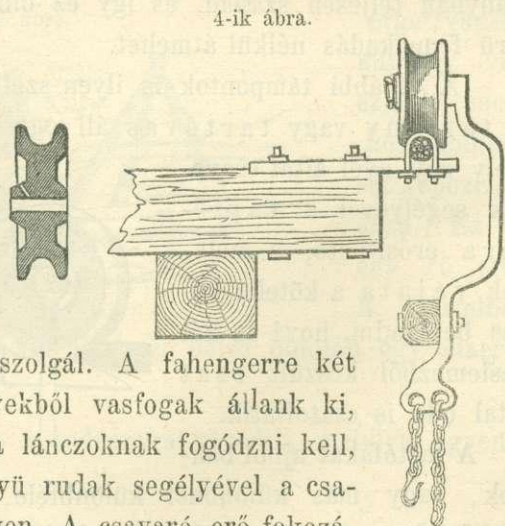 4-ik ábra.
szolgál. A fahengerre két
yekből vasfogak állank ki,
a lánczoknak fogódzni kell,
yü rudak segélyével a csa-